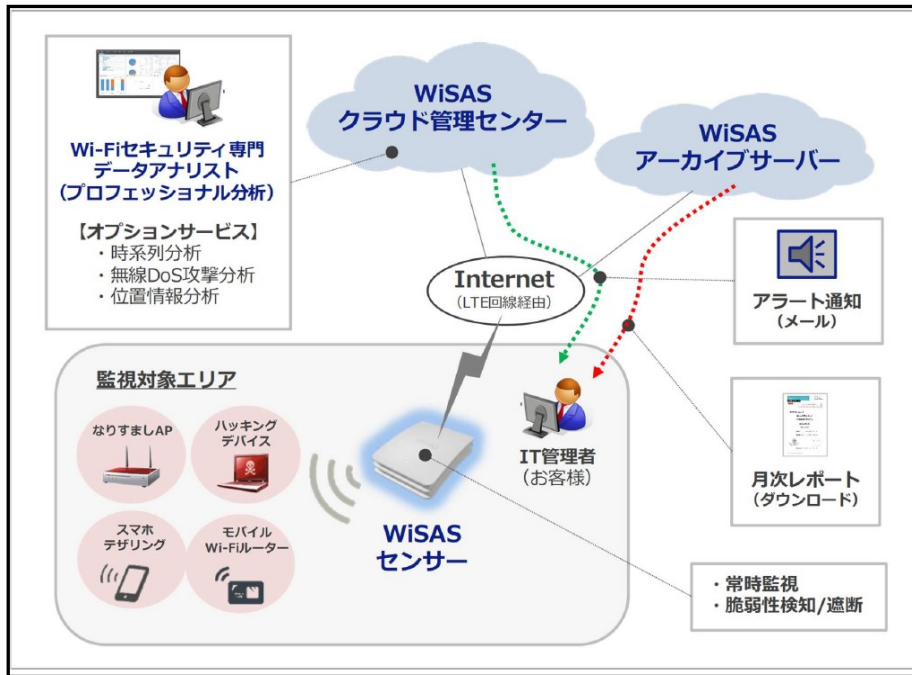 WiSAS
クラウド管理センター
WiSAS
アーカイブサーバー
Wi-Fiセキュリティ専門
データアナリスト
（プロフェッショナル分析）
【オプションサービス】
・時系列分析
・無線DoS攻撃分析
・位置情報分析
Internet
（LTE回線経由）
アラート通知
（メール）
監視対象エリア
なりすましAP
ハッキング
デバイス
スマホ
テザリング
モバイル
Wi-Fiルーター
WiSAS
センサー
IT管理者
（お客様）
月次レポート
（ダウンロード）
・常時監視
・脆弱性検知/遮断